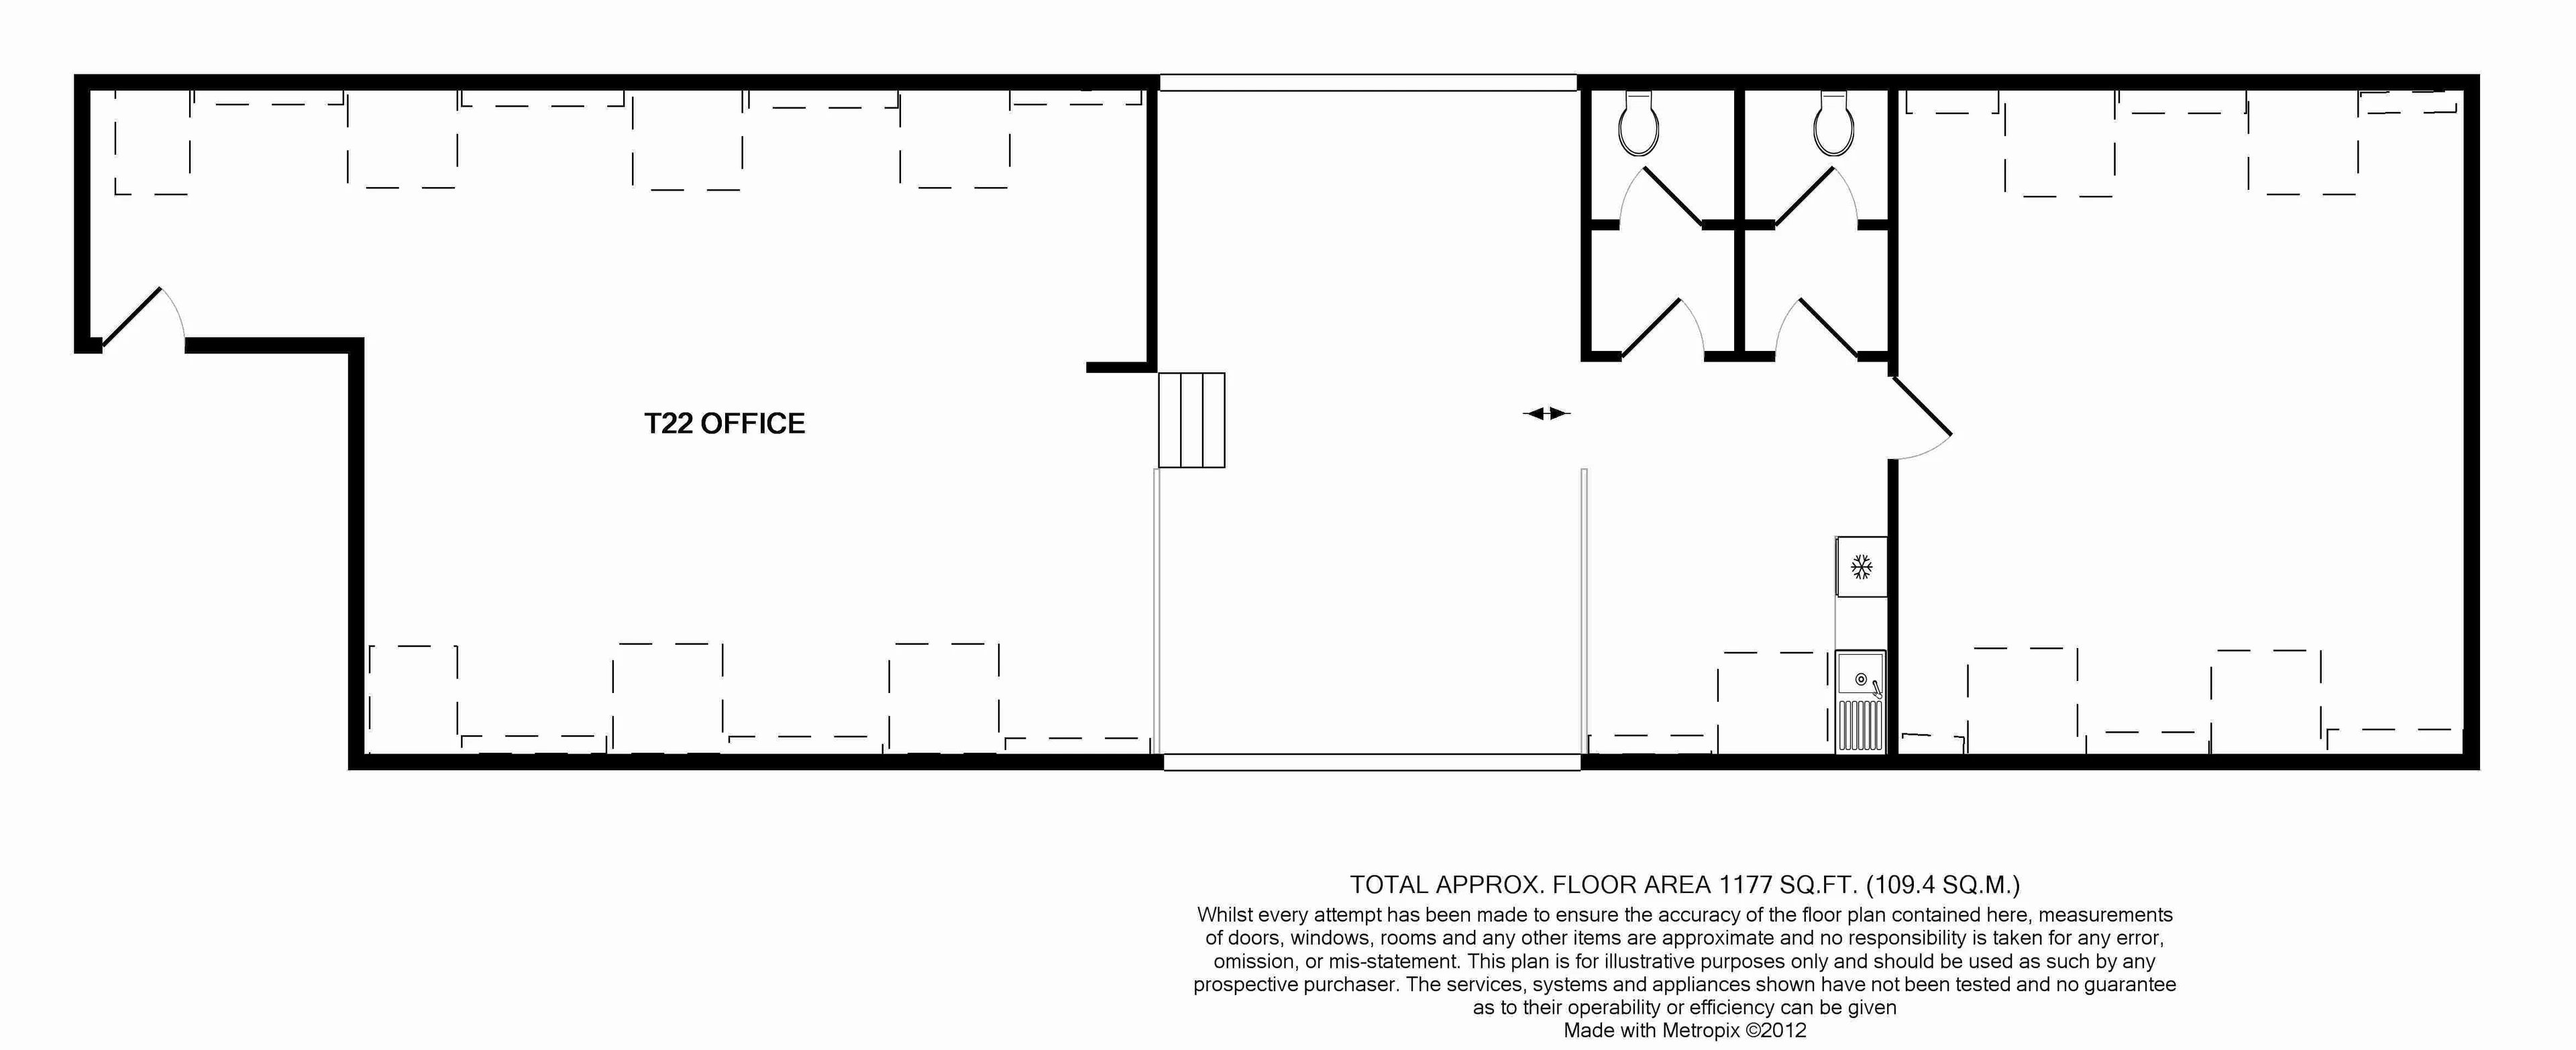 T22 OFFICE
TOTAL APPROX. FLOOR AREA 1177 SQ.FT. (109.4 SQ.M.)
Whilst every attempt has been made to ensure the accuracy of the floor plan contained here, measurements
of doors, windows, rooms and any other items are approximate and no responsibility is taken for any error,
omission, or mis-statement. This plan is for illustrative purposes only and should be used as such by any
prospective purchaser. The services, systems and appliances shown have not been tested and no guarantee
as to their operability or efficiency can be given
Made with Metropix ©2012